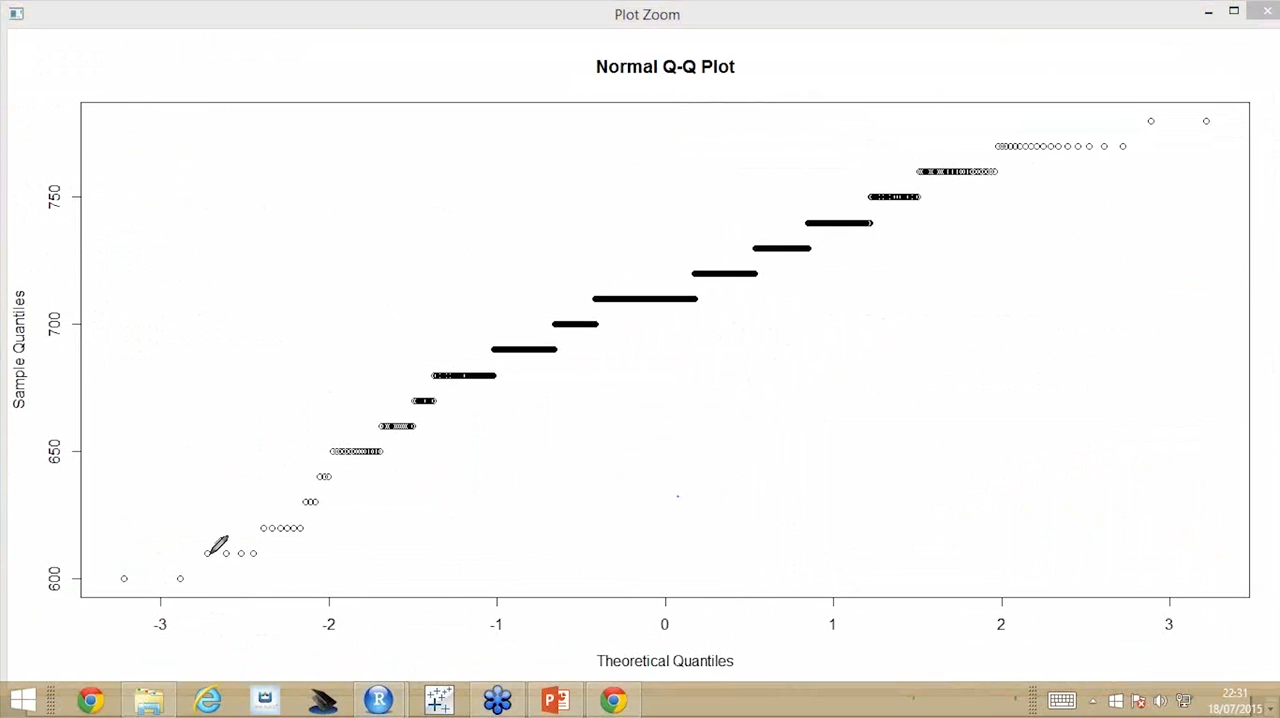 Plot Zoom
Normal Q-Q Plot
Sample Quantiles
750
700
650
600
-3 -2 -1 0 1 2 3
Theoretical Quantiles
22:31
18/07/2015